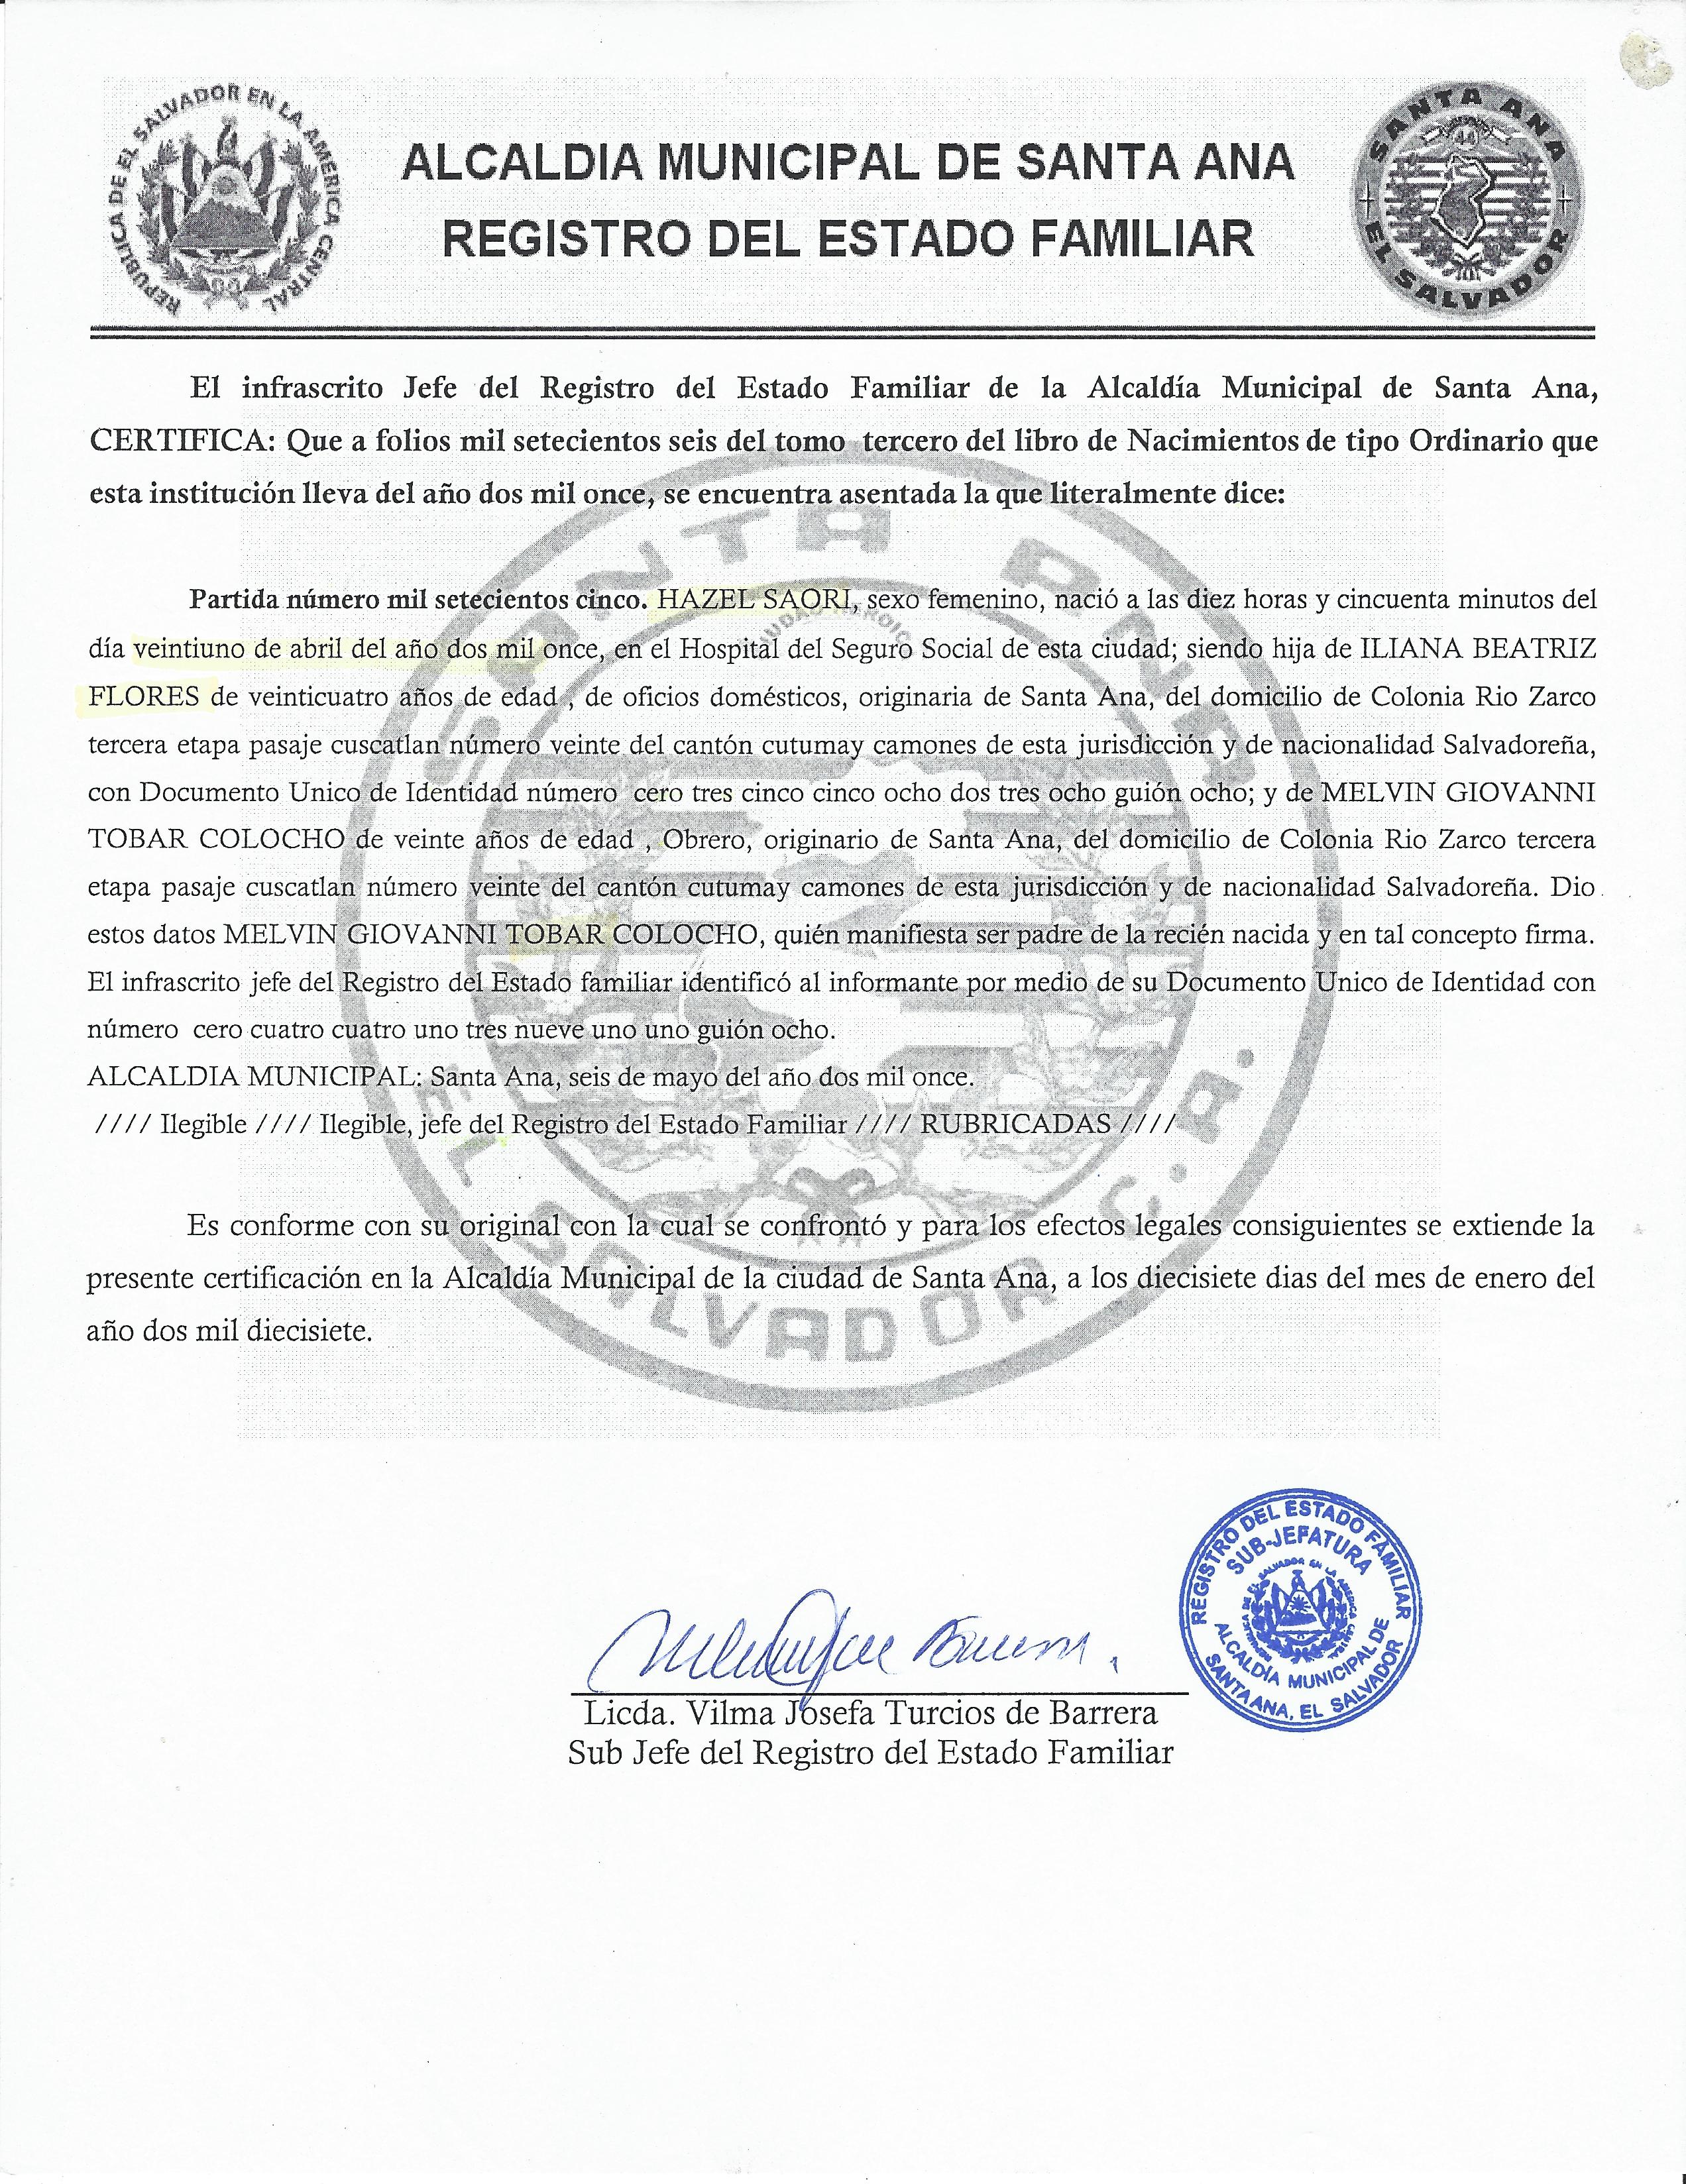 REPUBLICA DE EL SALVADOR EN LA AMERICA CENTRAL
ALCALDIA MUNICIPAL DE SANTA ANA
REGISTRO DEL ESTADO FAMILIAR
SANTA ANA
EL SALVADOR
El infrascrito Jefe del Registro del Estado Familiar de la Alcaldía Municipal de Santa Ana,
CERTIFICA: Que a folios mil setecientos seis del tomo tercero del libro de Nacimientos de tipo Ordinario que
esta institución lleva del año dos mil once, se encuentra asentada la que literalmente dice:
Partida número mil setecientos cinco. HAZEL SAORI, sexo femenino, nació a las diez horas y cincuenta minutos del
día veintiuno de abril del año dos mil once, en el Hospital del Seguro Social de esta ciudad; siendo hija de ILIANA BEATRIZ
FLORES de veinticuatro años de edad , de oficios domésticos, originaria de Santa Ana, del domicilio de Colonia Rio Zarco
tercera etapa pasaje cuscatlan número veinte del cantón cutumay camones de esta jurisdicción y de nacionalidad Salvadoreña,
con Documento Unico de Identidad número cero tres cinco cinco ocho dos tres ocho guión ocho; y de MELVIN GIOVANNI
TOBAR COLOCHO de veinte años de edad , Obrero, originario de Santa Ana, del domicilio de Colonia Rio Zarco tercera
etapa pasaje cuscatlan número veinte del cantón cutumay camones de esta jurisdicción y de nacionalidad Salvadoreña. Dio
estos datos MELVIN GIOVANNI TOBAR COLOCHO, quién manifiesta ser padre de la recién nacida y en tal concepto firma.
El infrascrito jefe del Registro del Estado familiar identificó al informante por medio de su Documento Unico de Identidad con
número cero cuatro cuatro uno tres nueve uno uno guión ocho.
ALCALDIA MUNICIPAL: Santa Ana, seis de mayo del año dos mil once.
//// Ilegible //// Ilegible, jefe del Registro del Estado Familiar //// RUBRICADAS ////
Es conforme con su original con la cual se confrontó y para los efectos legales consiguientes se extiende la
presente certificación en la Alcaldía Municipal de la ciudad de Santa Ana, a los diecisiete dias del mes de enero del
año dos mil diecisiete.
SANTA ANA
EL SALVADOR C.A.
REGISTRO DEL ESTADO FAMILIAR
SUB-JEFATURA
ALCALDÍA MUNICIPAL DE
SANTA ANA, EL SALVADOR
Licda. Vilma Josefa Turcios de Barrera
Sub Jefe del Registro del Estado Familiar